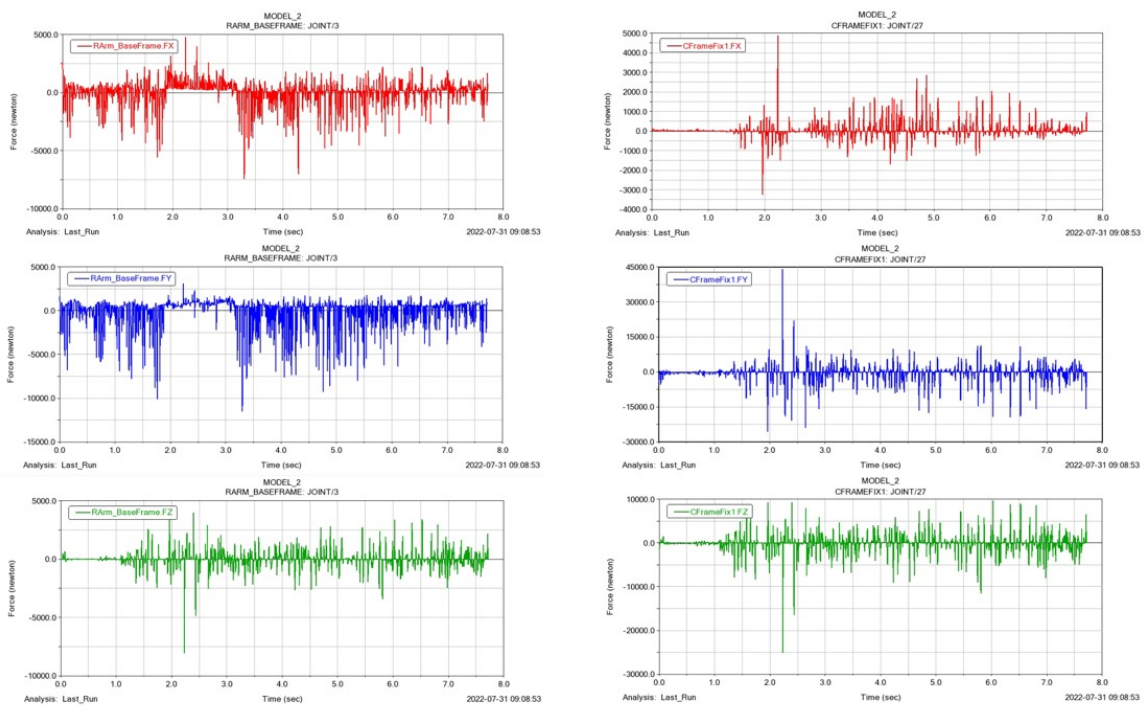 MODEL_2
RARM_BASEFRAME: JOINT/3
5000.0
RArm_BaseFrame.FX
0.0
Force (newton)
-5000.0
-10000.0
0.0 1.0 2.0 3.0 4.0 5.0 6.0 7.0 8.0
Analysis: Last_Run Time (sec) 2022-07-31 09:08:53
MODEL_2
CFRAMEFIX1: JOINT/27
5000.0
CFrameFix1.FX
4000.0
3000.0
2000.0
1000.0
Force (newton)
0.0
-1000.0
-2000.0
-3000.0
-4000.0
0.0 1.0 2.0 3.0 4.0 5.0 6.0 7.0 8.0
Analysis: Last_Run Time (sec) 2022-07-31 09:08:53
MODEL_2
RARM_BASEFRAME: JOINT/3
5000.0
RArm_BaseFrame.FY
0.0
Force (newton)
-5000.0
-10000.0
-15000.0
0.0 1.0 2.0 3.0 4.0 5.0 6.0 7.0 8.0
Analysis: Last_Run Time (sec) 2022-07-31 09:08:53
MODEL_2
CFRAMEFIX1: JOINT/27
45000.0
CFrameFix1.FY
30000.0
15000.0
Force (newton)
0.0
-15000.0
-30000.0
0.0 1.0 2.0 3.0 4.0 5.0 6.0 7.0 8.0
Analysis: Last_Run Time (sec) 2022-07-31 09:08:53
MODEL_2
RARM_BASEFRAME: JOINT/3
5000.0
RArm_BaseFrame.FZ
0.0
Force (newton)
-5000.0
-10000.0
0.0 1.0 2.0 3.0 4.0 5.0 6.0 7.0 8.0
Analysis: Last_Run Time (sec) 2022-07-31 09:08:53
MODEL_2
CFRAMEFIX1: JOINT/27
10000.0
CFrameFix1.FZ
0.0
Force (newton)
-10000.0
-20000.0
-30000.0
0.0 1.0 2.0 3.0 4.0 5.0 6.0 7.0 8.0
Analysis: Last_Run Time (sec) 2022-07-31 09:08:53